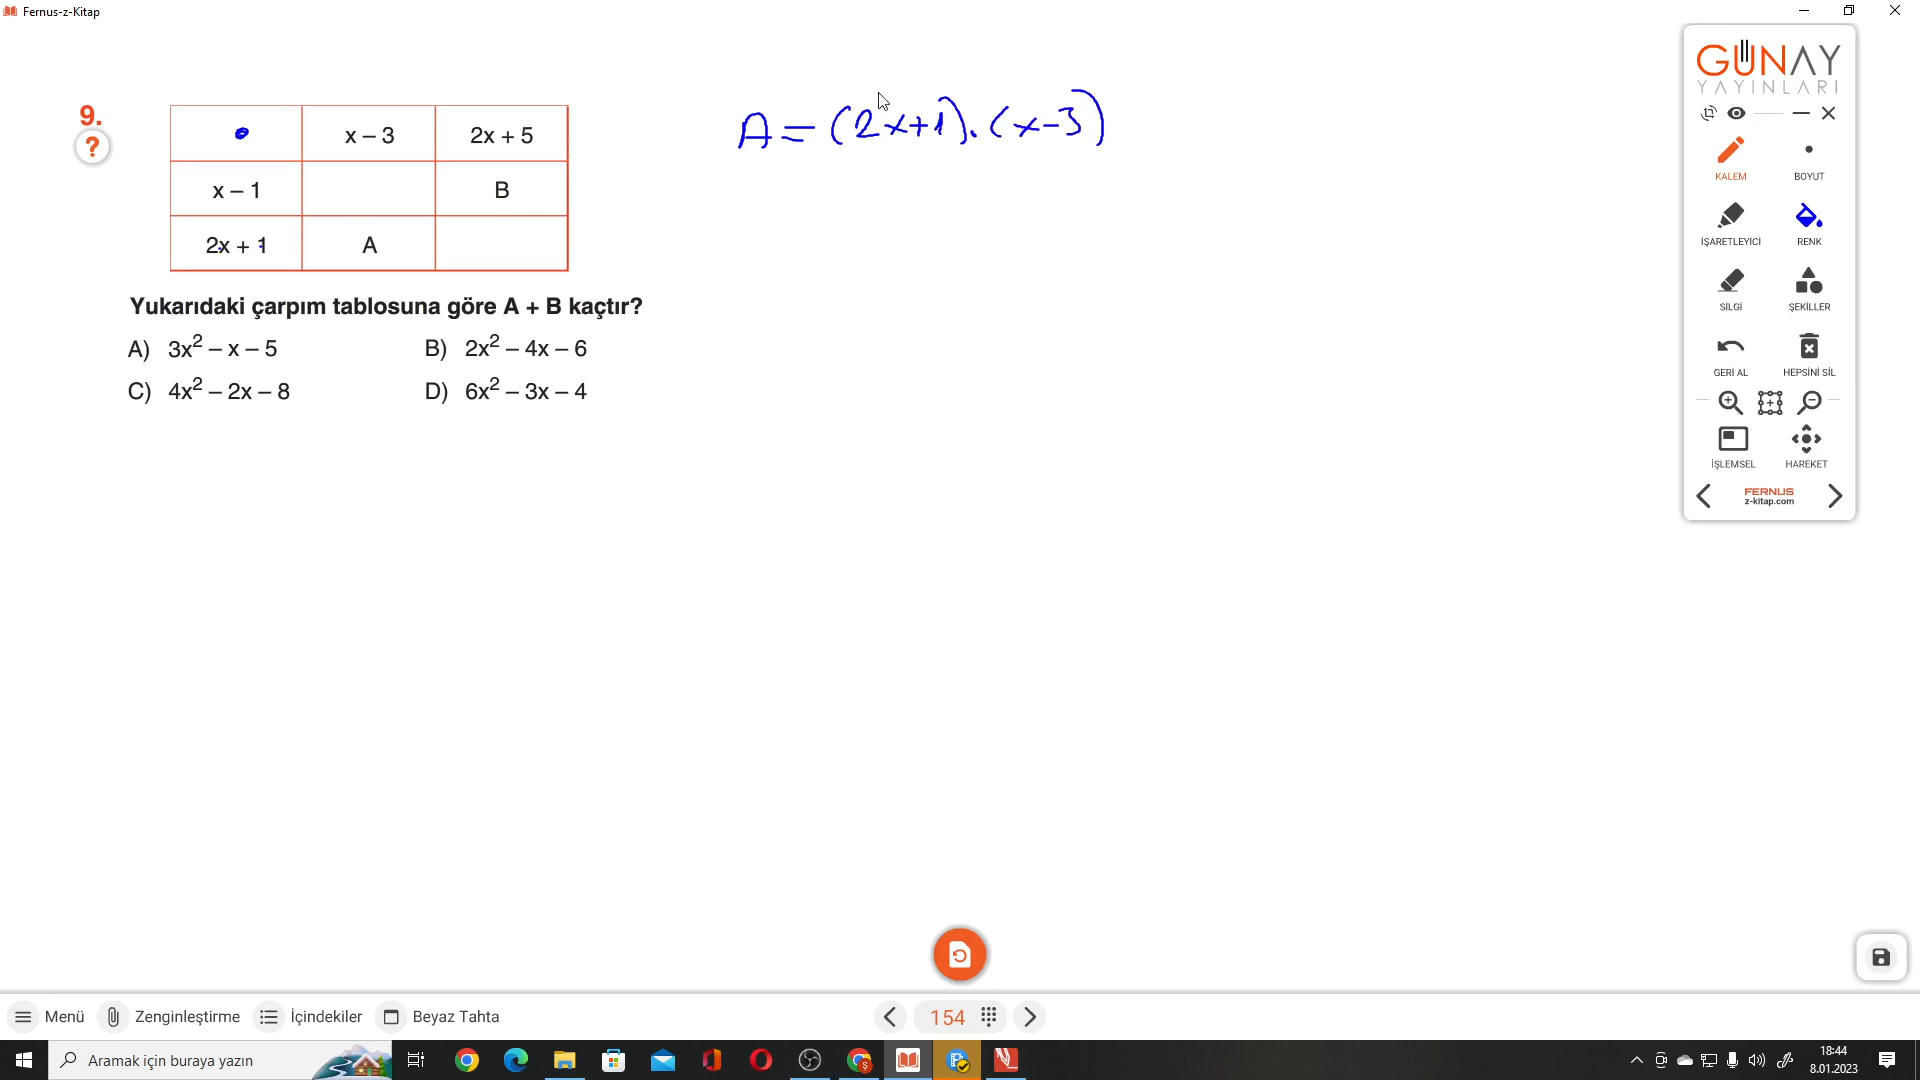 Fernus-z-Kitap
9.
?
• x – 3 2x + 5
x – 1 B
2x + 1 A
Yukarıdaki çarpım tablosuna göre A + B kaçtır?
A) 3x² – x – 5 B) 2x² – 4x – 6
C) 4x² – 2x – 8 D) 6x² – 3x – 4
A = (2x+1).(x-3)
GÜNAY
YAYINLARI
KALEM BOYUT
İŞARETLEYİCİ RENK
SİLGİ ŞEKİLLER
GERİ AL HEPSİNİ SİL
İŞLEMSEL HAREKET
FERNUS
z-kitap.com
Menü Zenginleştirme İçindekiler Beyaz Tahta 154
Aramak için buraya yazın
18:44
8.01.2023